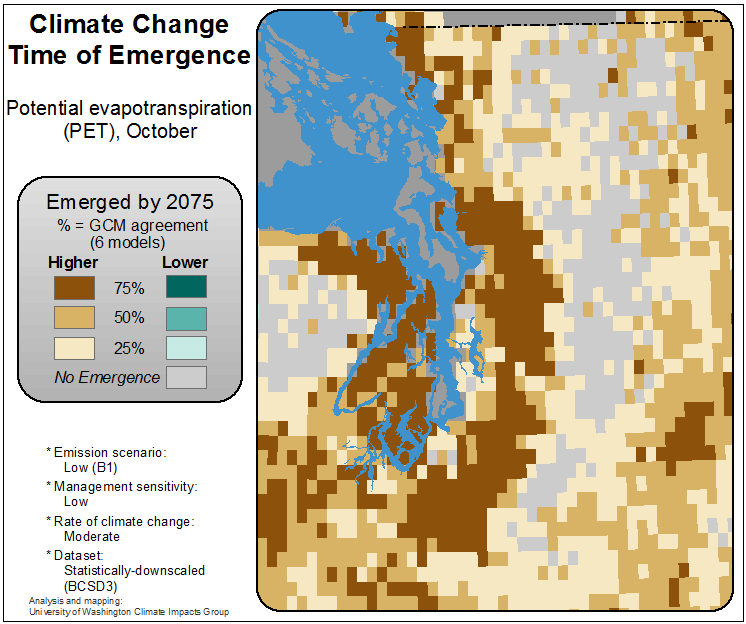 Climate Change
Time of Emergence
Potential evapotranspiration
(PET), October
Emerged by 2075
% = GCM agreement
(6 models)
Higher Lower
75%
50%
25%
No Emergence
* Emission scenario:
Low (B1)
* Management sensitivity:
Low
* Rate of climate change:
Moderate
* Dataset:
Statistically-downscaled
(BCSD3)
Analysis and mapping:
University of Washington Climate Impacts Group